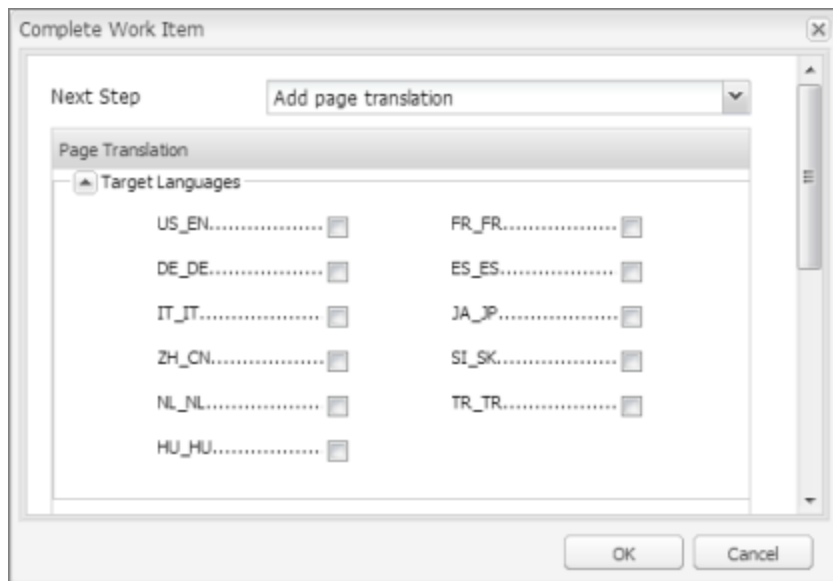 Complete Work Item
Next Step Add page translation
Page Translation
Target Languages
US_EN................... FR_FR...................
DE_DE................... ES_ES...................
IT_IT.................... JA_JP....................
ZH_CN................... SI_SK....................
NL_NL.................... TR_TR...................
HU_HU..................
OK Cancel